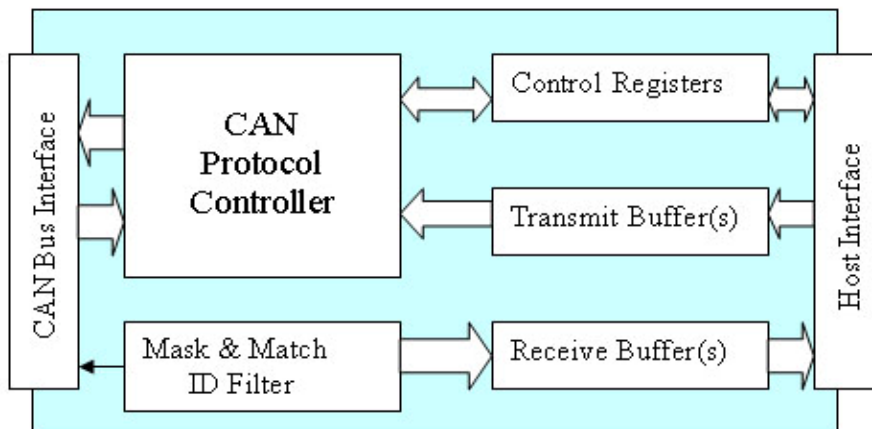 CAN Bus Interface
CAN
Protocol
Controller
Control Registers
Transmit Buffer(s)
Mask & Match
ID Filter
Receive Buffer(s)
Host Interface